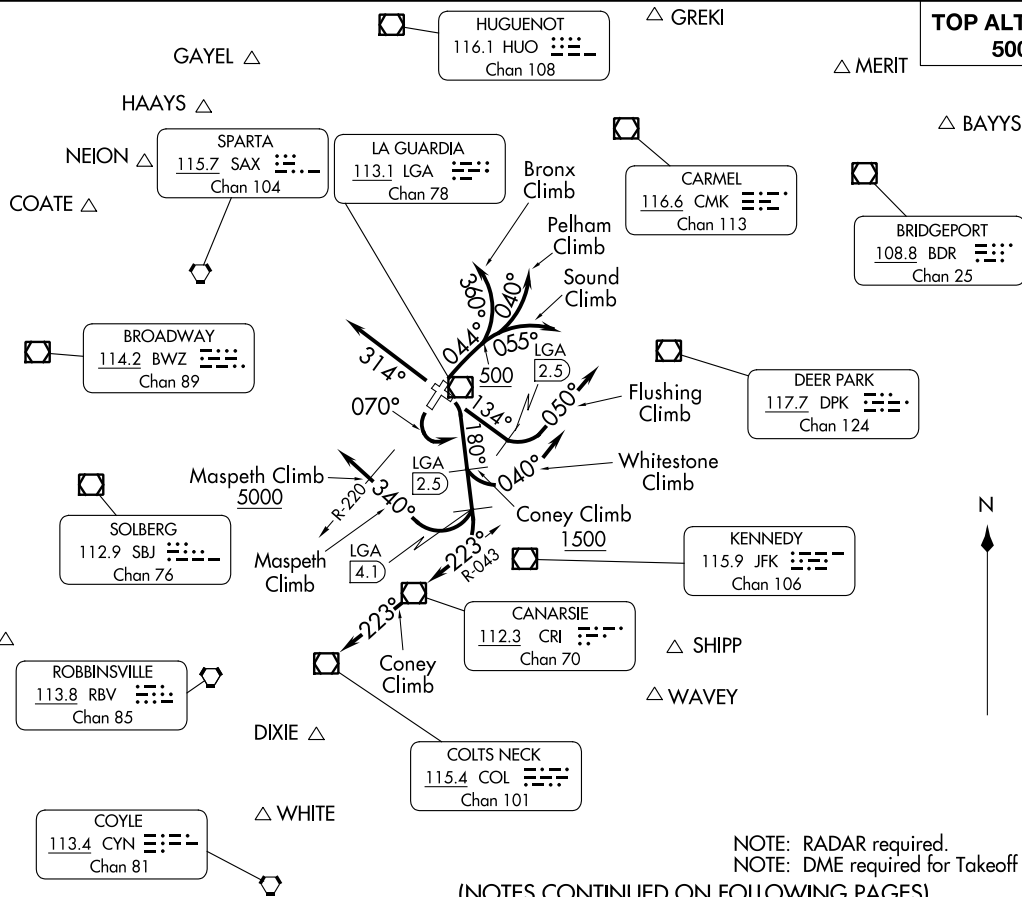 HUGUENOT
116.1 HUO
Chan 108
GREKI
TOP ALT
500
GAYEL
MERIT
HAAYS
BAYYS
NEION
SPARTA
115.7 SAX
Chan 104
LA GUARDIA
113.1 LGA
Chan 78
Bronx
Climb
CARMEL
116.6 CMK
Chan 113
COATE
Pelham
Climb
BRIDGEPORT
108.8 BDR
Chan 25
Sound
Climb
360°
040°
044°
055°
BROADWAY
114.2 BWZ
Chan 89
314°
500
LGA
2.5
DEER PARK
117.7 DPK
Chan 124
070°
134°
050°
Flushing
Climb
180°
LGA
2.5
040°
Whitestone
Climb
Maspeth Climb
5000
R-220
340°
Coney Climb
1500
N
SOLBERG
112.9 SBJ
Chan 76
Maspeth
Climb
LGA
4.1
223°
R-043
KENNEDY
115.9 JFK
Chan 106
223°
CANARSIE
112.3 CRI
Chan 70
Coney
Climb
SHIPP
ROBBINSVILLE
113.8 RBV
Chan 85
WAVEY
DIXIE
COLTS NECK
115.4 COL
Chan 101
WHITE
COYLE
113.4 CYN
Chan 81
NOTE: RADAR required.
NOTE: DME required for Takeoff
(NOTES CONTINUED ON FOLLOWING PAGES)